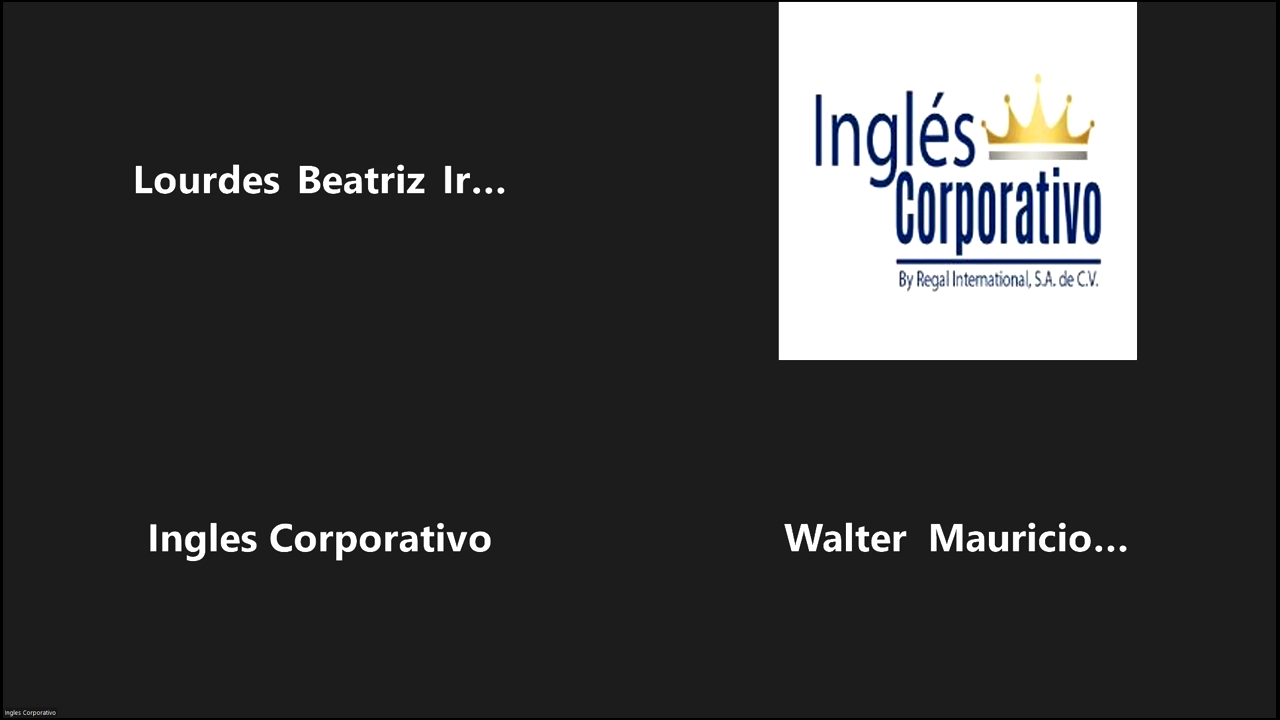 Lourdes Beatriz Ir...
Inglés
Corporativo
By Regal International, S.A. de C.V.
Ingles Corporativo
Walter Mauricio...
Ingles Corporativo